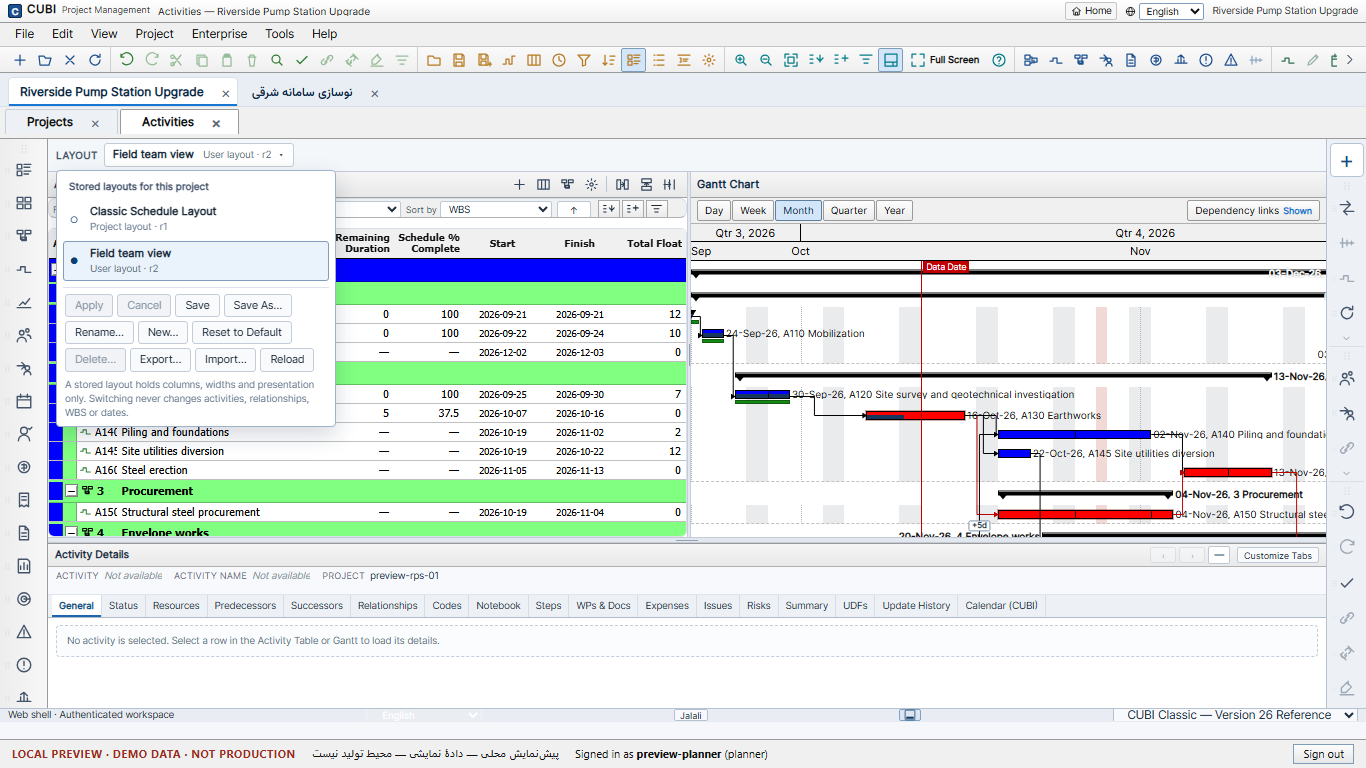 CUBI Project Management Activities — Riverside Pump Station Upgrade
Home English Riverside Pump Station Upgrade
File Edit View Project Enterprise Tools Help
Full Screen
Riverside Pump Station Upgrade × نوسازی سامانه شرقی ×
Projects × Activities ×
LAYOUT Field team view User layout · r2
Stored layouts for this project
Classic Schedule Layout
Project layout · r1
Field team view
User layout · r2
Apply Cancel Save Save As...
Rename... New... Reset to Default
Delete... Export... Import... Reload
A stored layout holds columns, widths and presentation
only. Switching never changes activities, relationships,
WBS or dates.
Sort by WBS
Remaining Duration Schedule % Complete Start Finish Total Float
0 100 2026-09-21 2026-09-21 12
0 100 2026-09-22 2026-09-24 10
— — 2026-12-02 2026-12-03 0
0 100 2026-09-25 2026-09-30 7
5 37.5 2026-10-07 2026-10-16 0
A140 Piling and foundations — — 2026-10-19 2026-11-02 2
A145 Site utilities diversion — — 2026-10-19 2026-10-22 12
A160 Steel erection — — 2026-11-05 2026-11-13 0
3 Procurement
A150 Structural steel procurement — — 2026-10-19 2026-11-04 0
4 Envelope works
Gantt Chart
Day Week Month Quarter Year Dependency links Shown
Qtr 3, 2026 Qtr 4, 2026
Sep Oct Nov
Data Date
03-Dec-26
24-Sep-26, A110 Mobilization
03
13-Nov-26,
30-Sep-26, A120 Site survey and geotechnical investigation
16-Oct-26, A130 Earthworks
02-Nov-26, A140 Piling and foundati
22-Oct-26, A145 Site utilities diversion
13-Nov-26,
04-Nov-26, 3 Procurement
04-Nov-26, A150 Structural stee
+5d
20-Nov-26, 4 Envelope works
Activity Details
Customize Tabs
ACTIVITY Not available ACTIVITY NAME Not available PROJECT preview-rps-01
General Status Resources Predecessors Successors Relationships Codes Notebook Steps WPs & Docs Expenses Issues Risks Summary UDFs Update History Calendar (CUBI)
No activity is selected. Select a row in the Activity Table or Gantt to load its details.
Web shell · Authenticated workspace English Jalali CUBI Classic — Version 26 Reference
LOCAL PREVIEW · DEMO DATA · NOT PRODUCTION پیش‌نمایش محلی — دادهٔ نمایشی — محیط تولید نیست Signed in as preview-planner (planner) Sign out